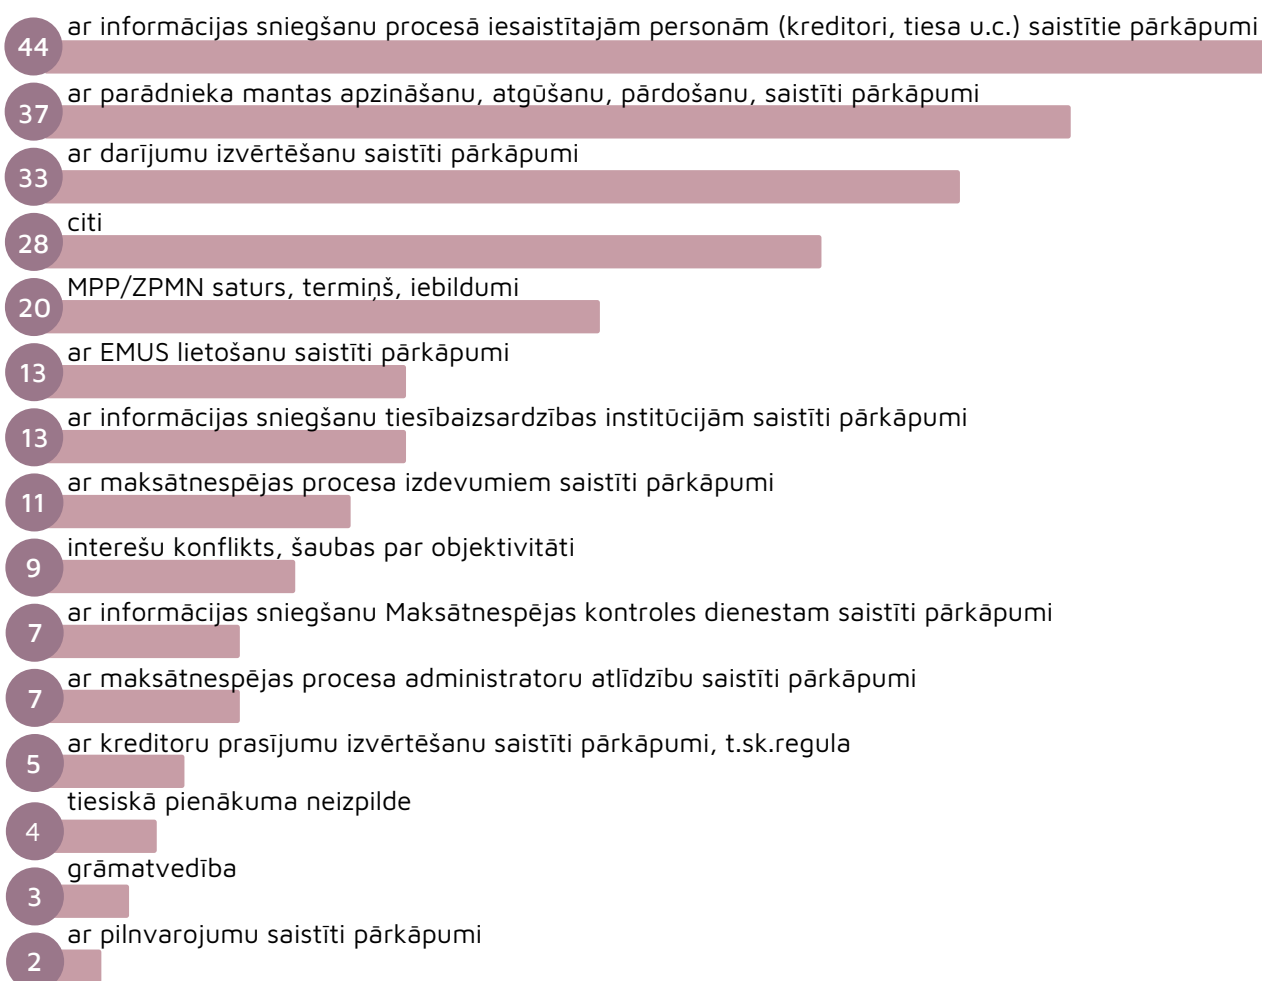 ar informācijas sniegšanu procesā iesaistītajām personām (kreditori, tiesa u.c.) saistītie pārkāpumi
44
ar parādnieka mantas apzināšanu, atgūšanu, pārdošanu, saistīti pārkāpumi
37
ar darījumu izvērtēšanu saistīti pārkāpumi
33
citi
28
MPP/ZPMN saturs, termiņš, iebildumi
20
ar EMUS lietošanu saistīti pārkāpumi
13
ar informācijas sniegšanu tiesībaizsardzības institūcijām saistīti pārkāpumi
13
ar maksātnespējas procesa izdevumiem saistīti pārkāpumi
11
interešu konflikts, šaubas par objektivitāti
9
ar informācijas sniegšanu Maksātnespējas kontroles dienestam saistīti pārkāpumi
7
ar maksātnespējas procesa administratoru atlīdzību saistīti pārkāpumi
7
ar kreditoru prasījumu izvērtēšanu saistīti pārkāpumi, t.sk.regula
5
tiesiskā pienākuma neizpilde
4
grāmatvedība
3
ar pilnvarojumu saistīti pārkāpumi
2